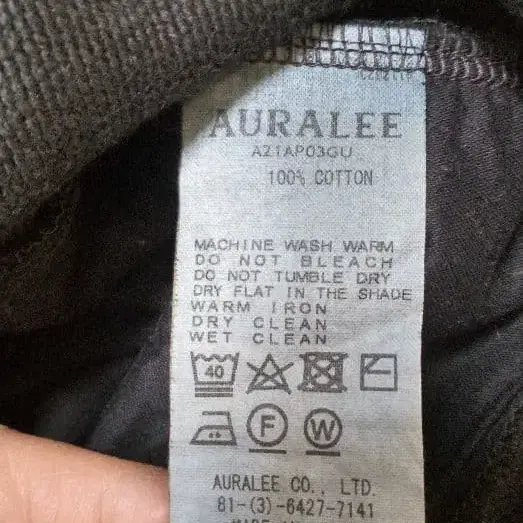 AURALEE
A21AP03GU
100% COTTON
MACHINE WASH WARM
DO NOT BLEACH
DO NOT TUMBLE DRY
DRY FLAT IN THE SHADE
WARM IRON
DRY CLEAN
WET CLEAN
40
F W
AURALEE CO., LTD.
81-(3)-6427-7141